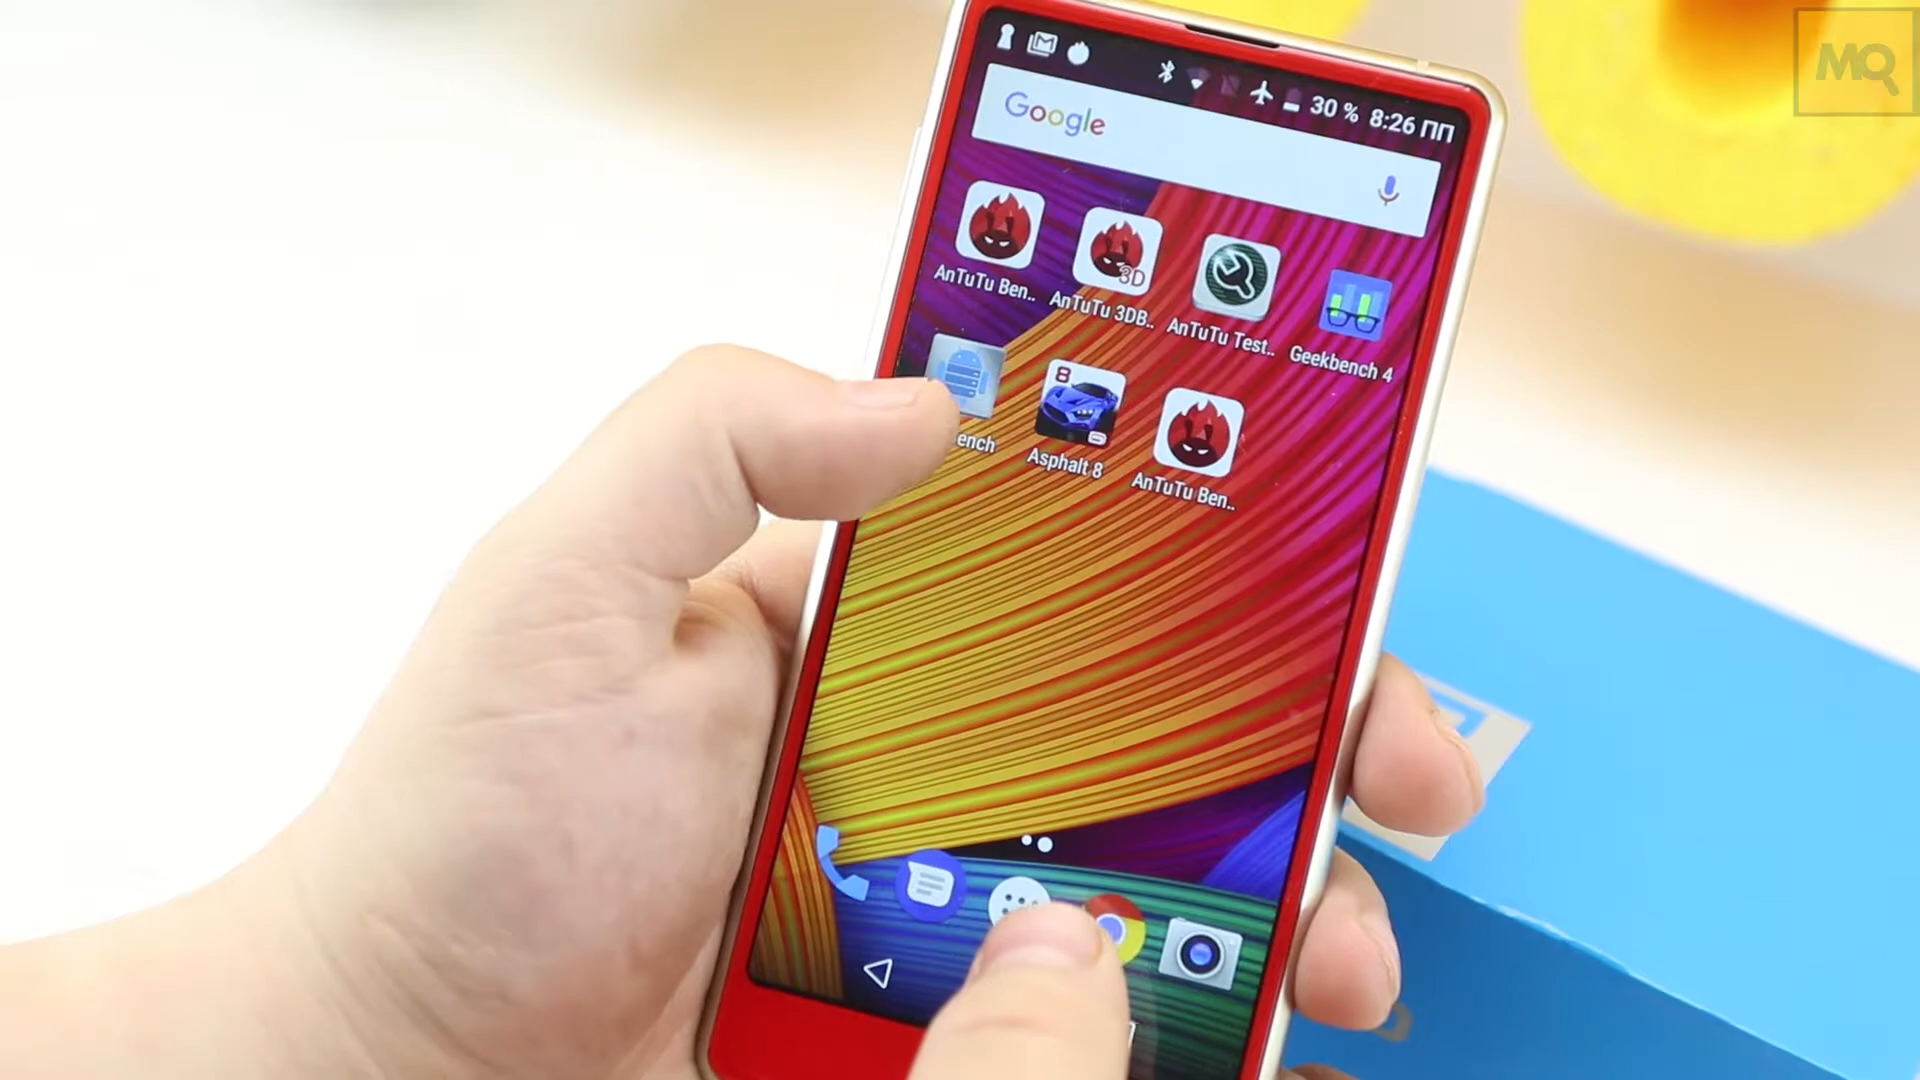 MQ
30 % 8:26 ПП
Google
AnTuTu Ben..
AnTuTu 3DB..
AnTuTu Test..
Geekbench 4
3D
8
ench
Asphalt 8
AnTuTu Ben..